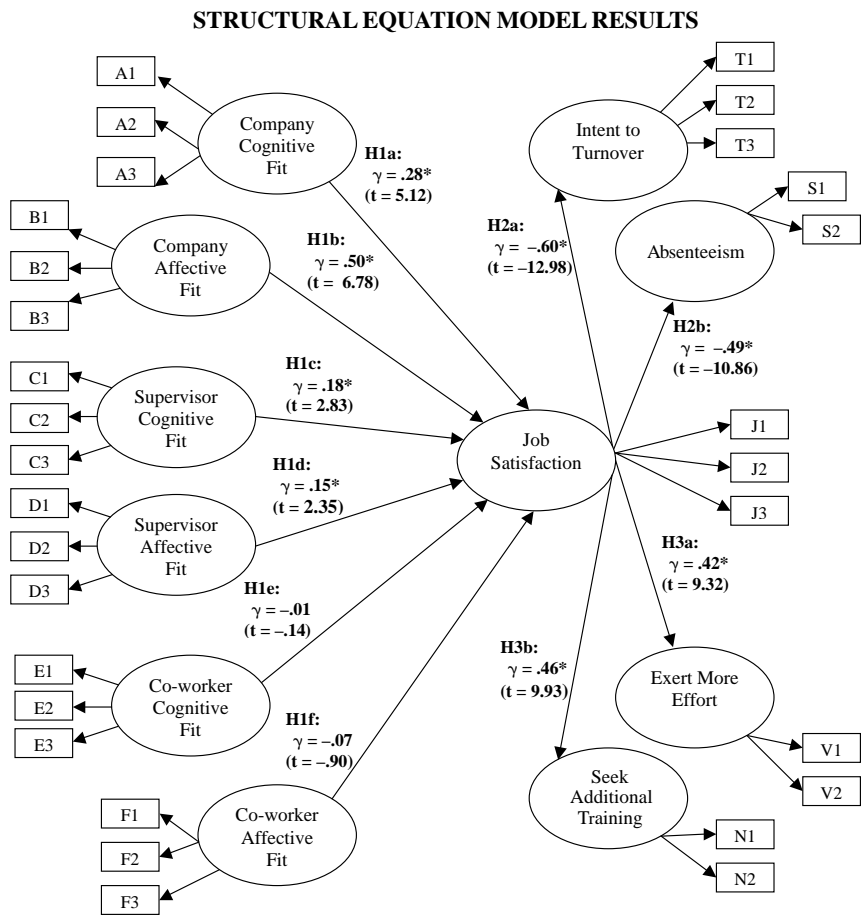 STRUCTURAL EQUATION MODEL RESULTS
A1
A2
A3
Company
Cognitive
Fit
H1a:
γ = .28*
(t = 5.12)
B1
B2
B3
Company
Affective
Fit
H1b:
γ = .50*
(t = 6.78)
C1
C2
C3
Supervisor
Cognitive
Fit
H1c:
γ = .18*
(t = 2.83)
D1
D2
D3
Supervisor
Affective
Fit
H1d:
γ = .15*
(t = 2.35)
E1
E2
E3
Co-worker
Cognitive
Fit
H1e:
γ = –.01
(t = –.14)
F1
F2
F3
Co-worker
Affective
Fit
H1f:
γ = –.07
(t = –.90)
Job
Satisfaction
J1
J2
J3
Intent to
Turnover
T1
T2
T3
H2a:
γ = –.60*
(t = –12.98)
Absenteeism
S1
S2
H2b:
γ = –.49*
(t = –10.86)
H3a:
γ = .42*
(t = 9.32)
Exert More
Effort
V1
V2
H3b:
γ = .46*
(t = 9.93)
Seek
Additional
Training
N1
N2